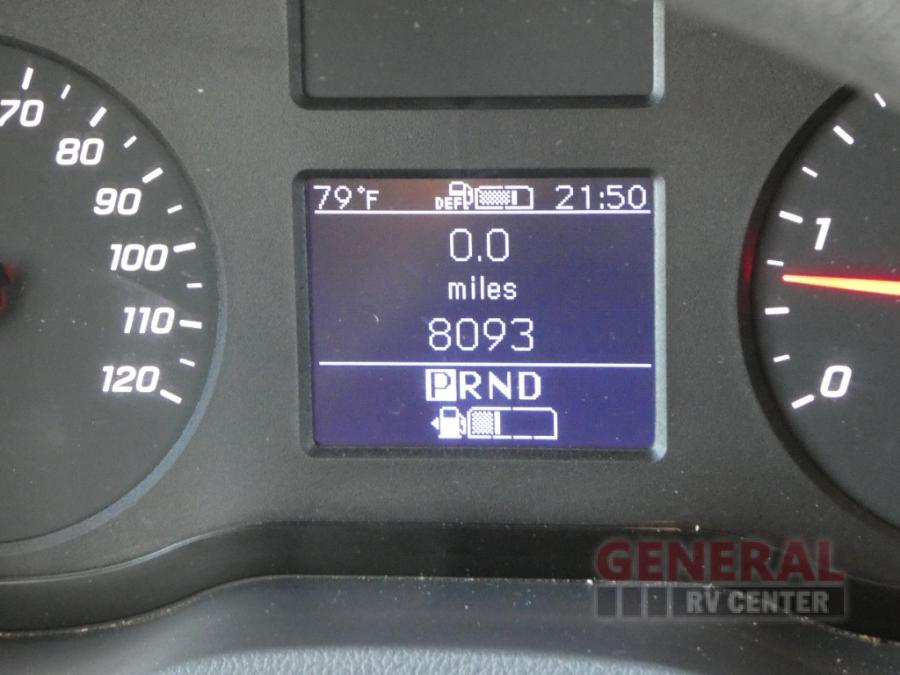 70
80
90
100
110
120
79°F DEF 21:50
0.0
miles
8093
PRND
1
0
GENERAL
RV CENTER